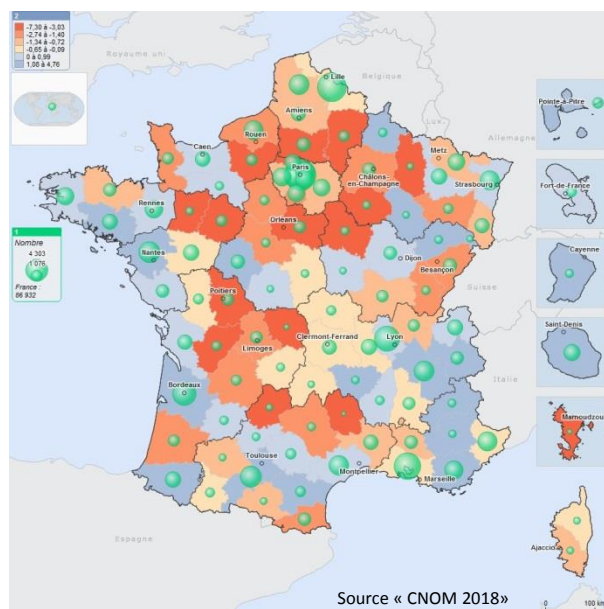 2
-7,30 à -3,03
-2,74 à -1,40
-1,34 à -0,72
-0,65 à -0,09
0 à 0,99
1,08 à 4,76
Royaume uni
Belgique
Lux.
Allemagne
Suisse
Italie
Espagne
Lille
Amiens
Rouen
Caen
Paris
Metz
Châlons-
en-Champagne
Strasbourg
Rennes
Orléans
Nantes
Dijon
Besançon
Poitiers
Limoges
Clermont-Ferrand
Lyon
Bordeaux
Toulouse
Montpellier
Marseille
Ajaccio
Pointe-à-Pitre
Fort-de-France
Cayenne
Saint-Denis
Mamoudzou
1
Nombre
4 303
1 076
France :
86 932
Source « CNOM 2018»
100 km